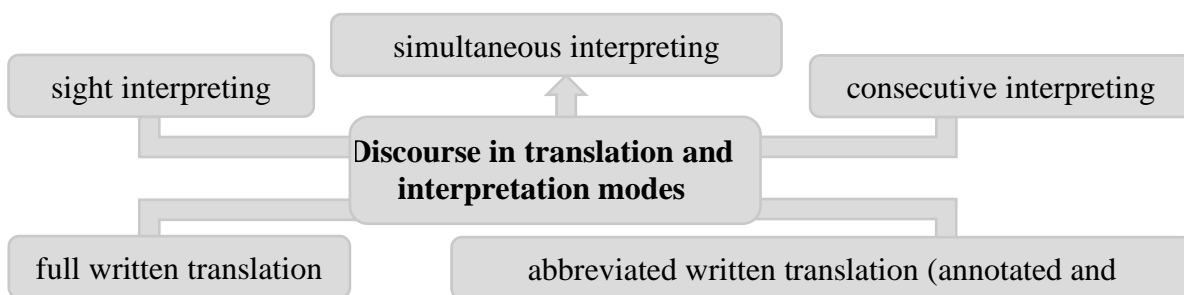 simultaneous interpreting
sight interpreting
consecutive interpreting
Discourse in translation and
interpretation modes
full written translation
abbreviated written translation (annotated and